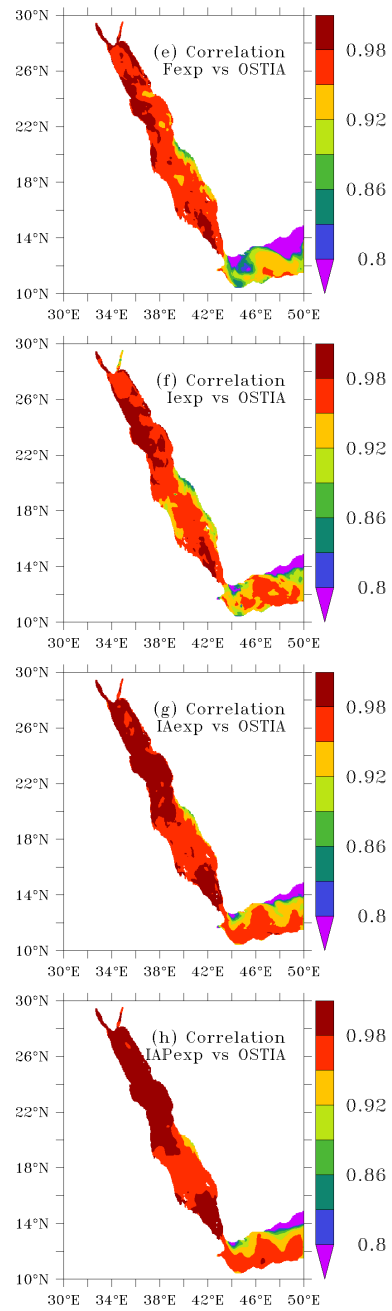 30°N
26°N
22°N
18°N
14°N
10°N
30°E 34°E 38°E 42°E 46°E 50°E
(e) Correlation
Fexp vs OSTIA
0.98
0.92
0.86
0.8
30°N
26°N
22°N
18°N
14°N
10°N
30°E 34°E 38°E 42°E 46°E 50°E
(f) Correlation
Iexp vs OSTIA
0.98
0.92
0.86
0.8
30°N
26°N
22°N
18°N
14°N
10°N
30°E 34°E 38°E 42°E 46°E 50°E
(g) Correlation
IAexp vs OSTIA
0.98
0.92
0.86
0.8
30°N
26°N
22°N
18°N
14°N
10°N
30°E 34°E 38°E 42°E 46°E 50°E
(h) Correlation
IAPexp vs OSTIA
0.98
0.92
0.86
0.8